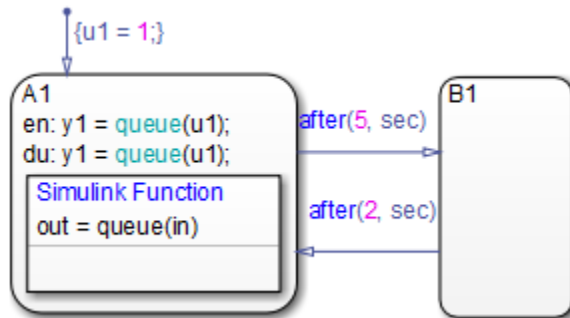 {u1 = 1;}
A1
en: y1 = queue(u1);
du: y1 = queue(u1);
Simulink Function
out = queue(in)
after(5, sec)
after(2, sec)
B1